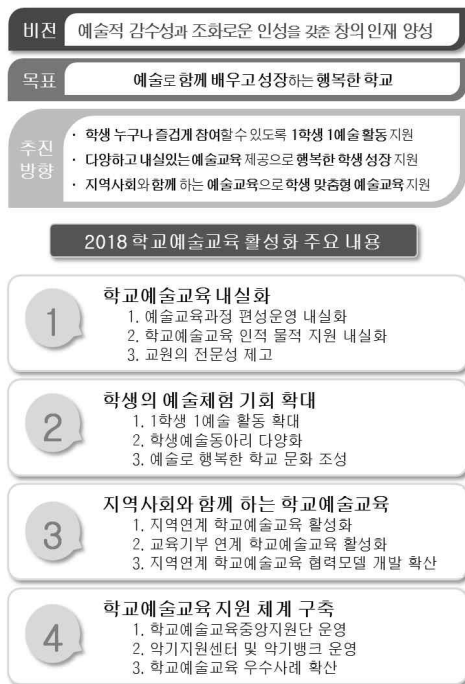 비전 예술적 감수성과 조화로운 인성을 갖춘 창의인재 양성
목표 예술로 함께 배우고 성장하는 행복한 학교
추진
방향
· 학생 누구나 즐겁게 참여할수 있도록 1학생 1예술 활동 지원
· 다양하고 내실있는 예술교육 제공으로 행복한 학생 성장 지원
· 지역사회와 함께 하는 예술교육으로 학생 맞춤형 예술교육 지원
2018 학교예술교육 활성화 주요 내용
1
학교예술교육 내실화
1. 예술교육과정 편성운영 내실화
2. 학교예술교육 인적 물적 지원 내실화
3. 교원의 전문성 제고
2
학생의 예술체험 기회 확대
1. 1학생 1예술 활동 확대
2. 학생예술동아리 다양화
3. 예술로 행복한 학교 문화 조성
3
지역사회와 함께 하는 학교예술교육
1. 지역연계 학교예술교육 활성화
2. 교육기부 연계 학교예술교육 활성화
3. 지역연계 학교예술교육 협력모델 개발 확산
4
학교예술교육 지원 체계 구축
1. 학교예술교육중앙지원단 운영
2. 악기지원센터 및 악기뱅크 운영
3. 학교예술교육 우수사례 확산